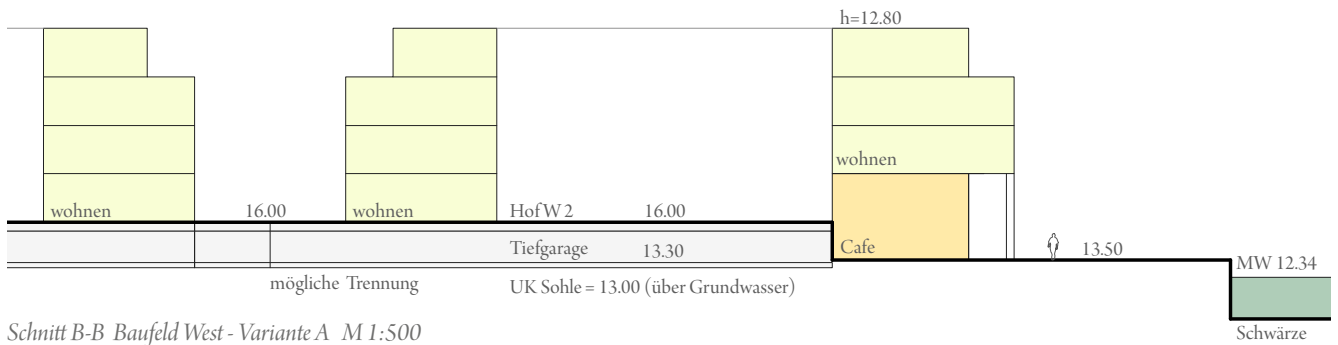 h=12.80
wohnen
wohnen 16.00 wohnen Hof W 2 16.00
Tiefgarage 13.30 Cafe 13.50
MW 12.34
mögliche Trennung UK Sohle = 13.00 (über Grundwasser)
Schnitt B-B Baufeld West - Variante A M 1:500 Schwärze